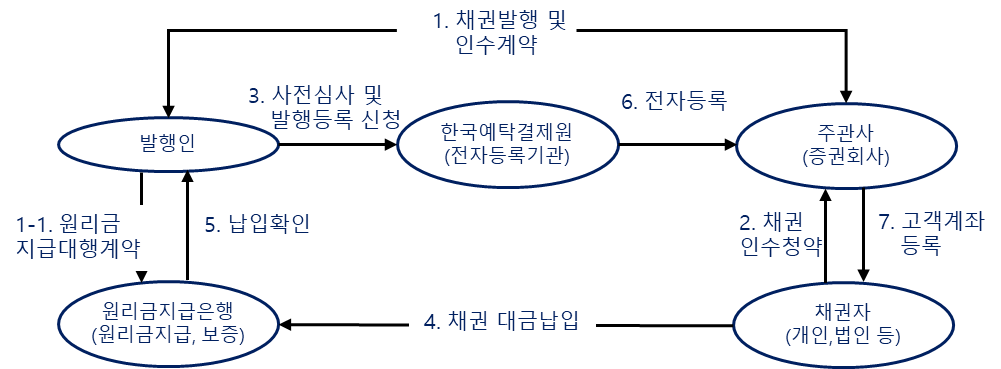 1. 채권발행 및
인수계약
3. 사전심사 및
발행등록 신청
6. 전자등록
발행인
한국예탁결제원
(전자등록기관)
주관사
(증권회사)
1-1. 원리금
지급대행계약
5. 납입확인
2. 채권
인수청약
7. 고객계좌
등록
원리금지급은행
(원리금지급, 보증)
4. 채권 대금납입
채권자
(개인,법인 등)